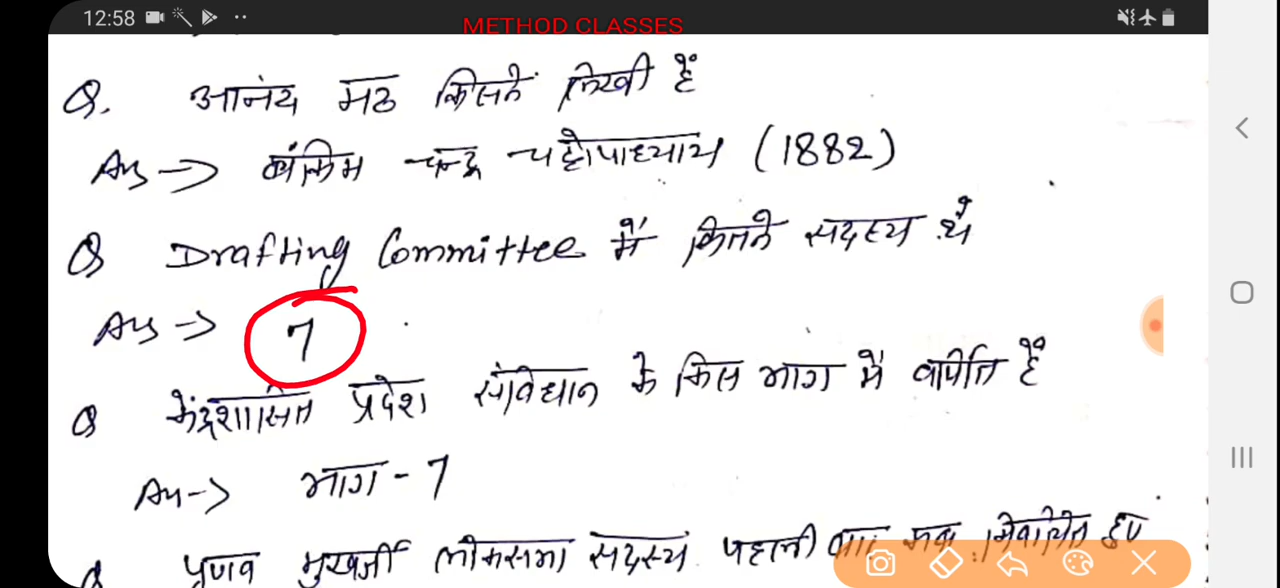 12:58
METHOD CLASSES
Q. आनंद मठ किसने लिखी हैं
Ans → बंकिम चन्द्र चट्टोपाध्याय (1882)
Q Drafting Committee में कितने सदस्य थे
Ans → 7
Q केंद्रशासित प्रदेश संविधान के किस भाग में वर्णित हैं
Ans → भाग - 7
Q प्रणव मुखर्जी लोकसभा सदस्य पहली बार कब निर्वाचित हुए